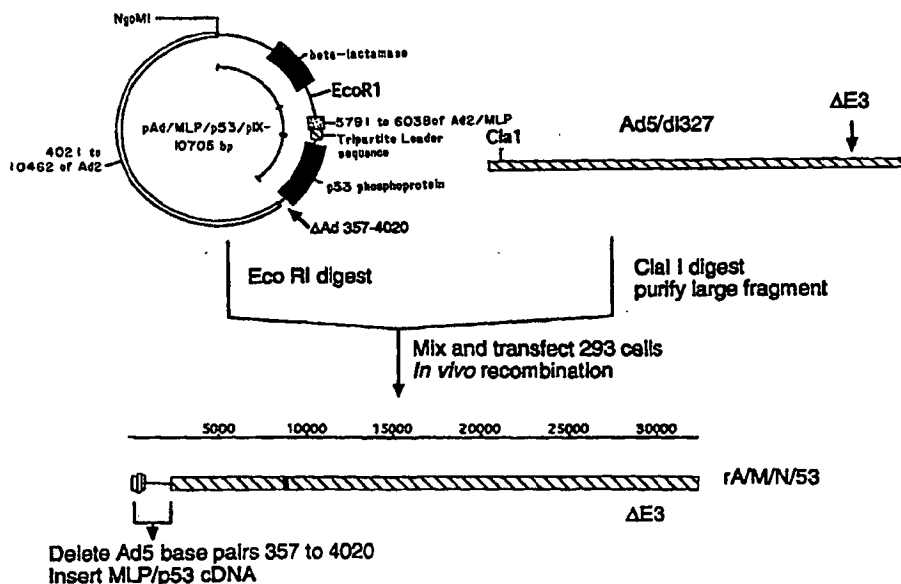 NgoMI
beta-lactamase
EcoR1
5791 to 6038 of Ad2/MLP
Tripartite Leader
sequence
p53 phosphoprotein
ΔAd 357-4020
pAd/MLP/p53/pIX-
10705 bp
4021 to
10462 of Ad2
Ad5/dl327
ΔE3
Cla1
Eco RI digest
Clal I digest
purify large fragment
Mix and transfect 293 cells
In vivo recombination
5000 10000 15000 20000 25000 30000
rA/M/N/53
ΔE3
Delete Ad5 base pairs 357 to 4020
Insert MLP/p53 cDNA